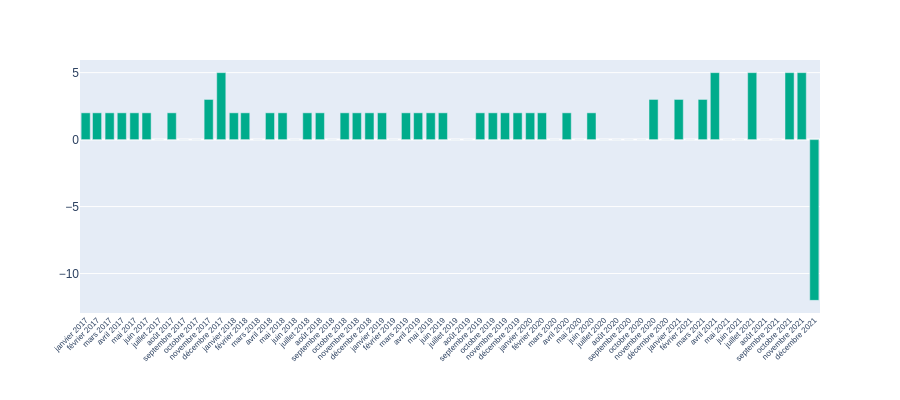 5
0
−5
−10
janvier 2017
février 2017
mars 2017
avril 2017
mai 2017
juin 2017
juillet 2017
août 2017
septembre 2017
octobre 2017
novembre 2017
décembre 2017
janvier 2018
février 2018
mars 2018
avril 2018
mai 2018
juin 2018
juillet 2018
août 2018
septembre 2018
octobre 2018
novembre 2018
décembre 2018
janvier 2019
février 2019
mars 2019
avril 2019
mai 2019
juin 2019
juillet 2019
août 2019
septembre 2019
octobre 2019
novembre 2019
décembre 2019
janvier 2020
février 2020
mars 2020
avril 2020
mai 2020
juin 2020
juillet 2020
août 2020
septembre 2020
octobre 2020
novembre 2020
décembre 2020
janvier 2021
février 2021
mars 2021
avril 2021
mai 2021
juin 2021
juillet 2021
août 2021
septembre 2021
octobre 2021
novembre 2021
décembre 2021